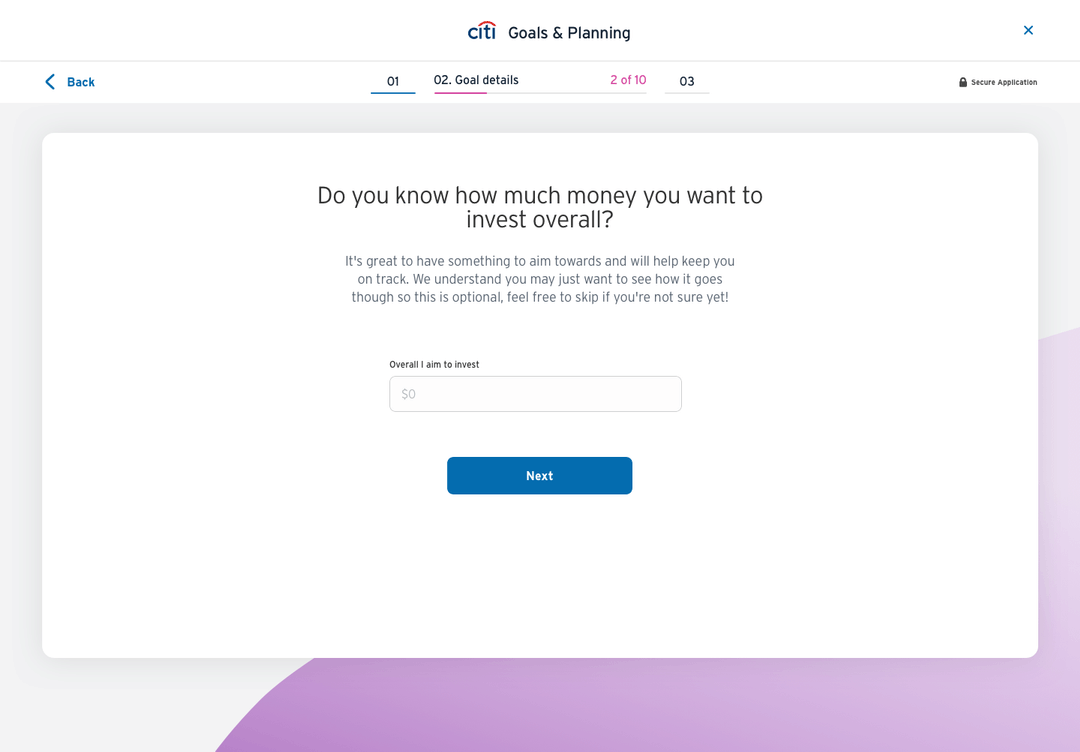 citi Goals & Planning
Back
01
02. Goal details
2 of 10
03
Secure Application
Do you know how much money you want to
invest overall?
It's great to have something to aim towards and will help keep you
on track. We understand you may just want to see how it goes
though so this is optional, feel free to skip if you're not sure yet!
Overall I aim to invest
$0
Next